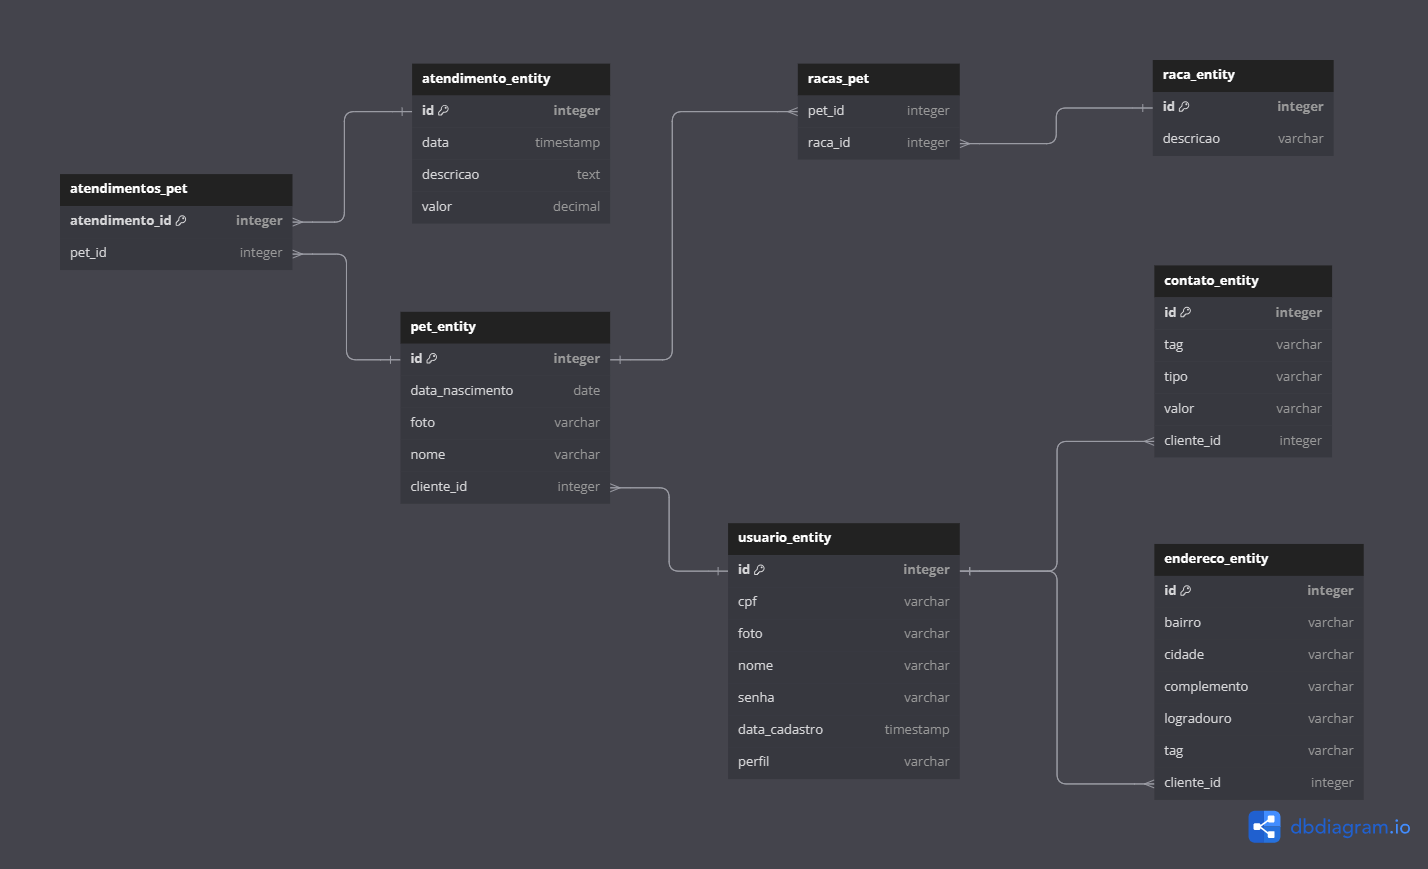 atendimentos_pet
atendimento_id integer
pet_id integer
atendimento_entity
id integer
data timestamp
descricao text
valor decimal
pet_entity
id integer
data_nascimento date
foto varchar
nome varchar
cliente_id integer
racas_pet
pet_id integer
raca_id integer
raca_entity
id integer
descricao varchar
usuario_entity
id integer
cpf varchar
foto varchar
nome varchar
senha varchar
data_cadastro timestamp
perfil varchar
contato_entity
id integer
tag varchar
tipo varchar
valor varchar
cliente_id integer
endereco_entity
id integer
bairro varchar
cidade varchar
complemento varchar
logradouro varchar
tag varchar
cliente_id integer
dbdiagram.io